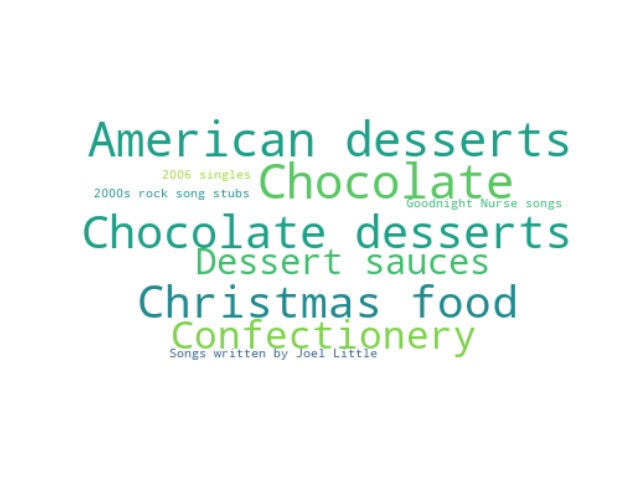 American desserts
2006 singles
Chocolate
2000s rock song stubs
Goodnight Nurse songs
Chocolate desserts
Dessert sauces
Christmas food
Confectionery
Songs written by Joel Little